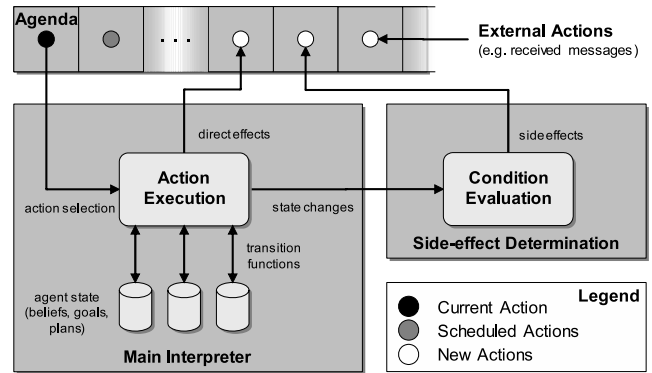 Agenda
. . .
External Actions
(e.g. received messages)
direct effects
side effects
Action
Execution
Condition
Evaluation
action selection
state changes
Side-effect Determination
transition
functions
agent state
(beliefs, goals,
plans)
Main Interpreter
Legend
Current Action
Scheduled Actions
New Actions